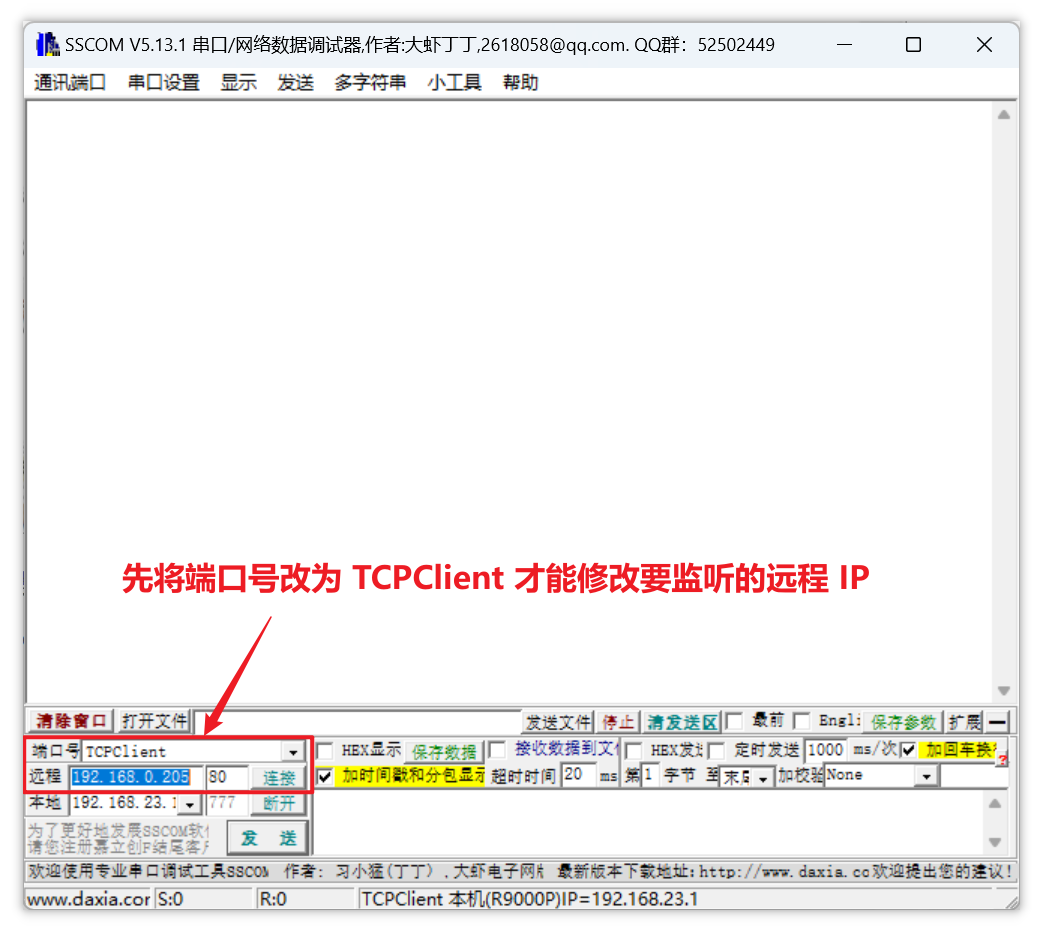 SSCOM V5.13.1 串口/网络数据调试器,作者:大虾丁丁,2618058@qq.com. QQ群：52502449
通讯端口 串口设置 显示 发送 多字符串 小工具 帮助
先将端口号改为 TCPClient 才能修改要监听的远程 IP
清除窗口 打开文件 发送文件 停止 清发送区 最前 Engli 保存参数 扩展 —
端口号 TCPClient HEX显示 保存数据 接收数据到文 HEX发 定时发送 1000 ms/次 加回车换
远程 192.168.0.205 80 连接 加时间戳和分包显示 超时时间 20 ms 第1 字节 至 末 加校验 None
本地 192.168.23.1 777 断开
为了更好地发展SSCOM软
请您注册嘉立创F结尾客
发 送
欢迎使用专业串口调试工具SSCOM 作者：习小猛(丁丁）,大虾电子网 最新版本下载地址:http://www.daxia.co 欢迎提出您的建议!
www.daxia.cor S:0 R:0 TCPClient 本机(R9000P)IP=192.168.23.1